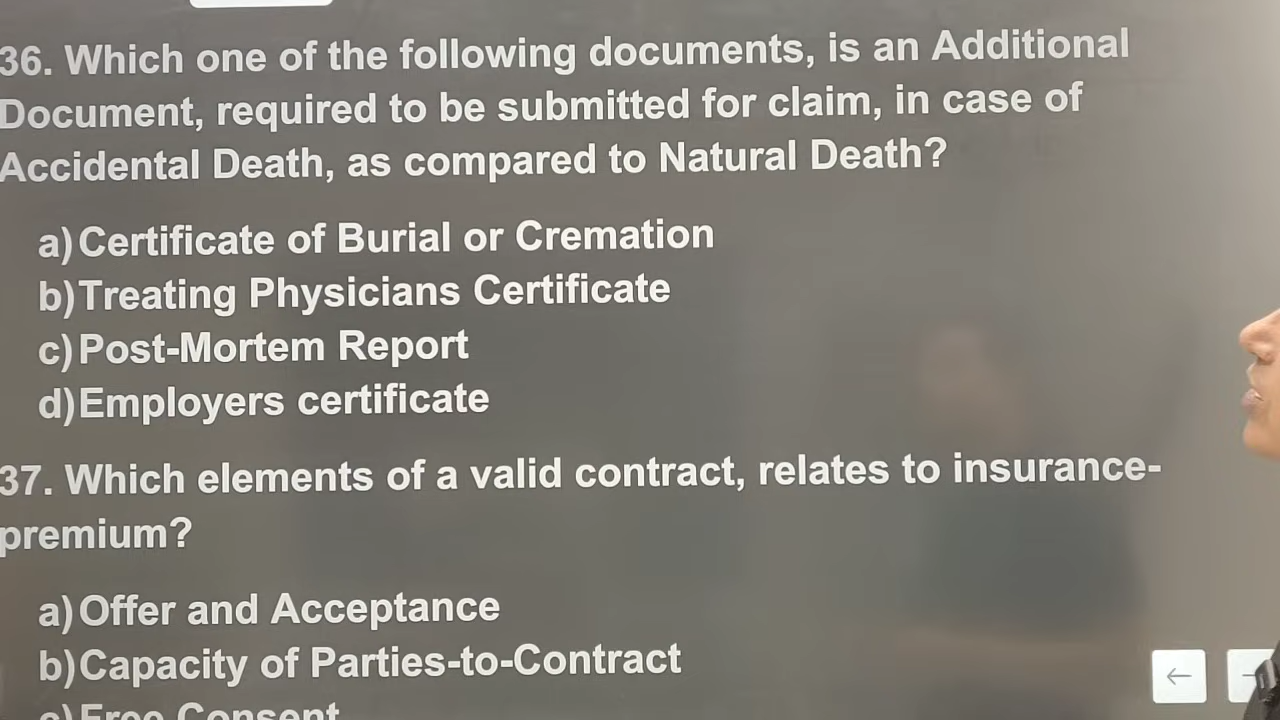 36. Which one of the following documents, is an Additional
Document, required to be submitted for claim, in case of
Accidental Death, as compared to Natural Death?
a) Certificate of Burial or Cremation
b) Treating Physicians Certificate
c) Post-Mortem Report
d) Employers certificate
37. Which elements of a valid contract, relates to insurance-
premium?
a) Offer and Acceptance
b) Capacity of Parties-to-Contract
c) Free Consent